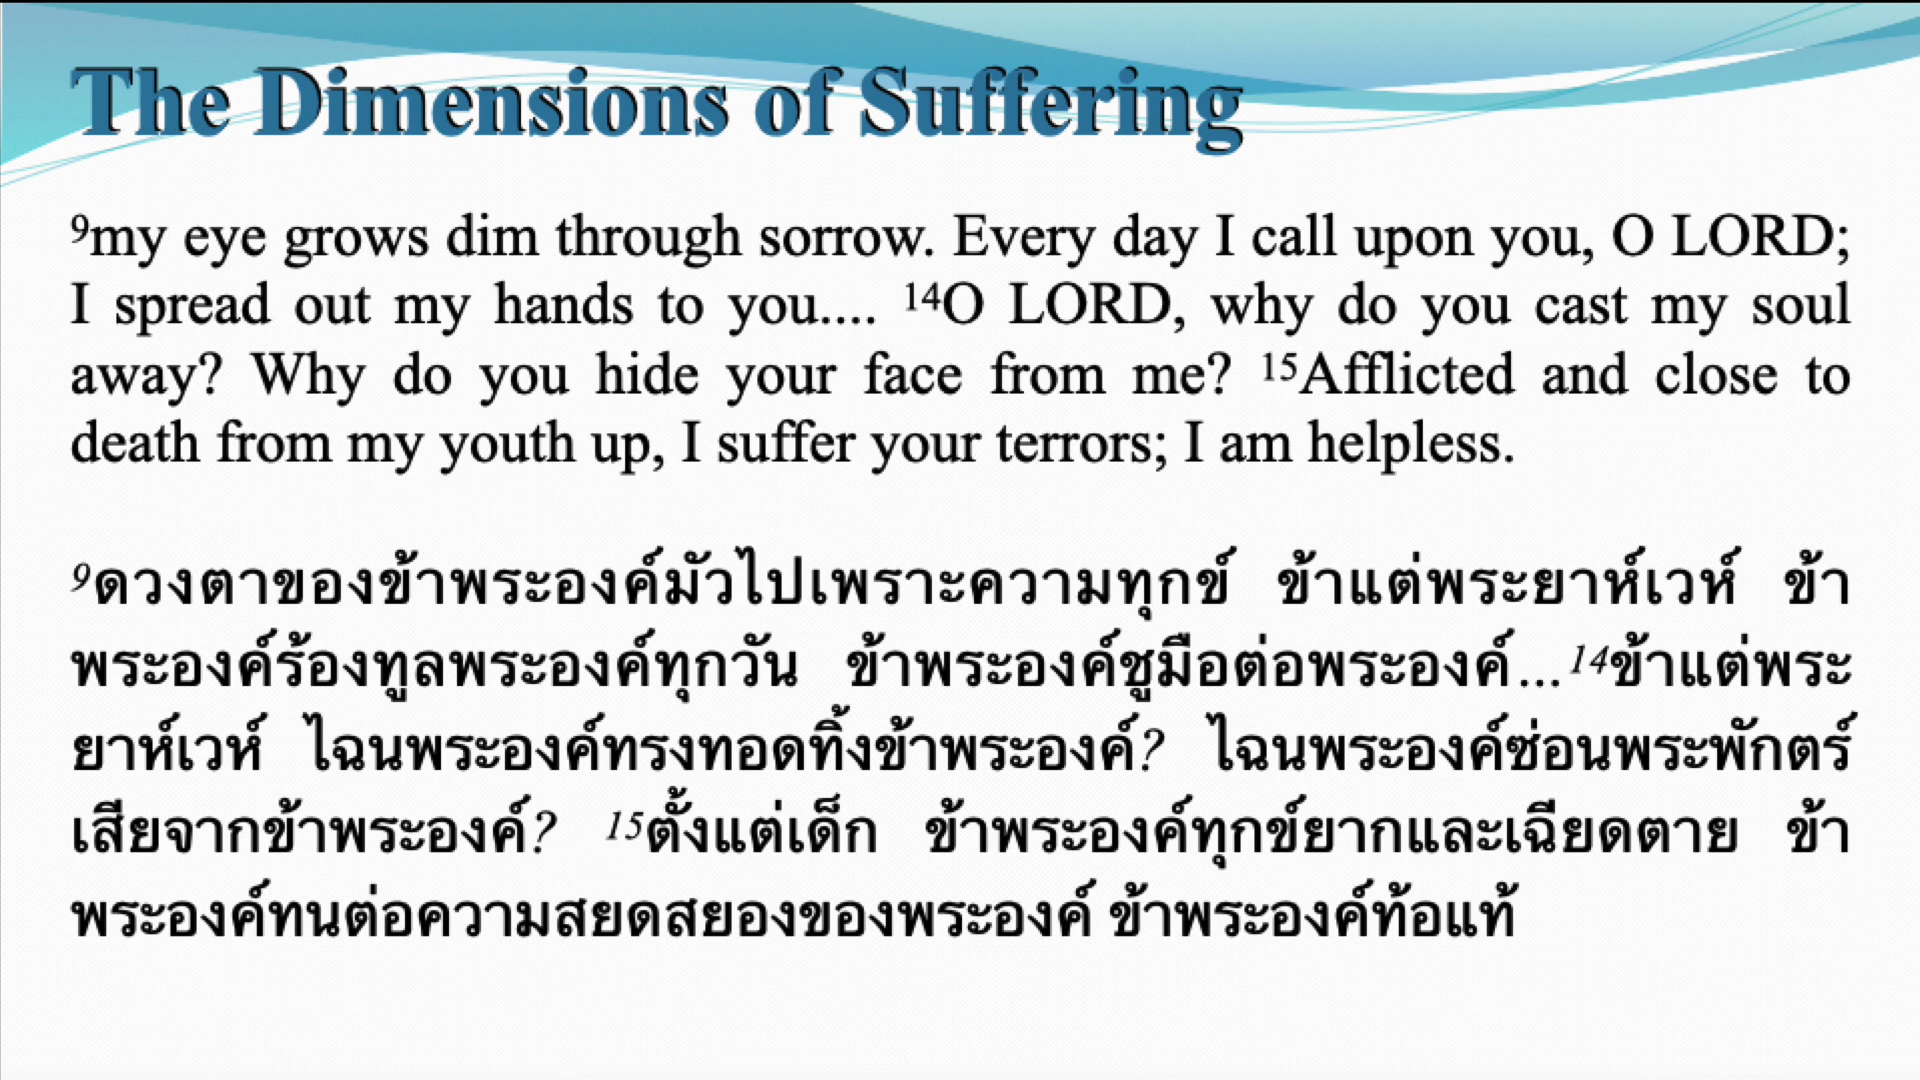 The Dimensions of Suffering
⁹my eye grows dim through sorrow. Every day I call upon you, O LORD;
I spread out my hands to you.... ¹⁴O LORD, why do you cast my soul
away? Why do you hide your face from me? ¹⁵Afflicted and close to
death from my youth up, I suffer your terrors; I am helpless.
⁹ดวงตาของข้าพระองค์มัวไปเพราะความทุกข์ ข้าแต่พระยาห์เวห์ ข้า
พระองค์ร้องทูลพระองค์ทุกวัน ข้าพระองค์ชูมือต่อพระองค์...¹⁴ข้าแต่พระ
ยาห์เวห์ ไฉนพระองค์ทรงทอดทิ้งข้าพระองค์? ไฉนพระองค์ซ่อนพระพักตร์
เสียจากข้าพระองค์? ¹⁵ตั้งแต่เด็ก ข้าพระองค์ทุกข์ยากและเฉียดตาย ข้า
พระองค์ทนต่อความสยดสยองของพระองค์ ข้าพระองค์ท้อแท้